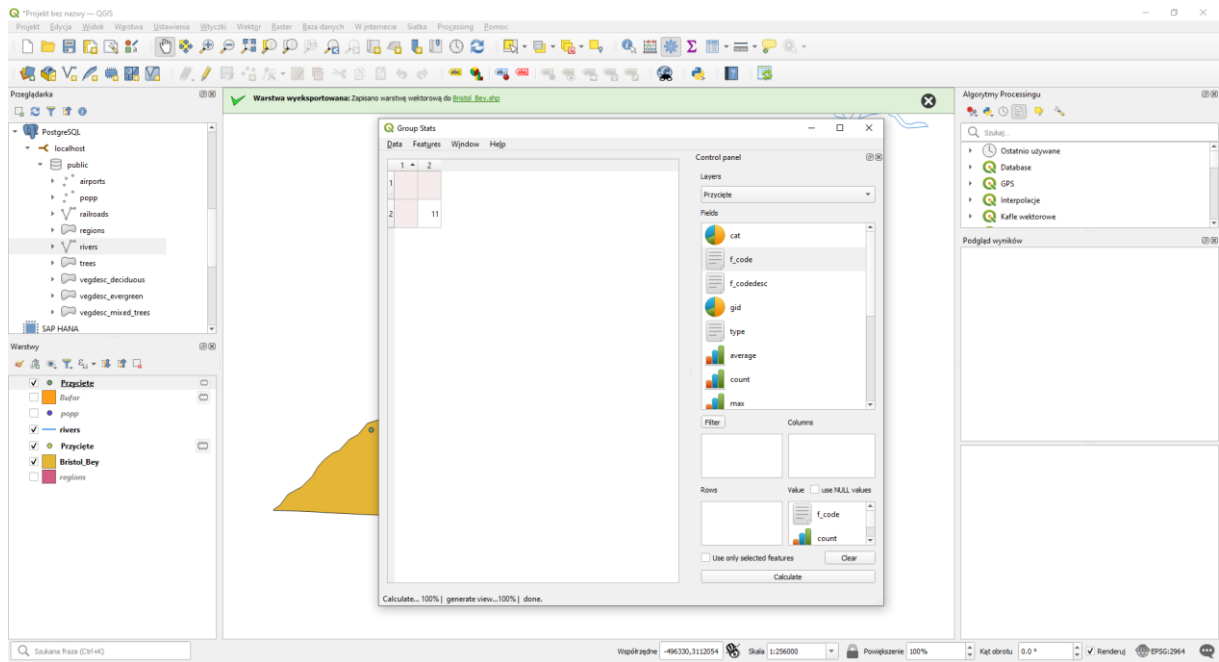 *Projekt bez nazwy — QGIS
Projekt Edycja Widok Warstwa Ustawienia Wtyczki Wektor Raster Baza danych W internecie Siatka Processing Pomoc
Przeglądarka
PostgreSQL
localhost
public
airports
popp
railroads
regions
rivers
trees
vegdesc_deciduous
vegdesc_evergreen
vegdesc_mixed_trees
SAP HANA
Warstwy
Przyciete
Bufor
popp
rivers
Przycięte
Bristol_Bey
regions
Warstwa wyeksportowana: Zapisano warstwę wektorową do Bristol_Bey.shp
Group Stats
Data Features Window Help
1 2
1
2 11
Control panel
Layers
Przycięte
Fields
cat
f_code
f_codedesc
gid
type
average
count
max
Filter Columns
Rows Value use NULL values
f_code
count
Use only selected features Clear
Calculate
Calculate... 100% | generate view...100% | done.
Algorytmy Processingu
Szukaj...
Ostatnio używane
Database
GPS
Interpolacje
Kafle wektorowe
Podgląd wyników
Szukana fraza (Ctrl+K)
Współrzędne -496330,3112054 Skala 1:256000 Powiększenie 100% Kąt obrotu 0.0 ° Renderuj EPSG:2964